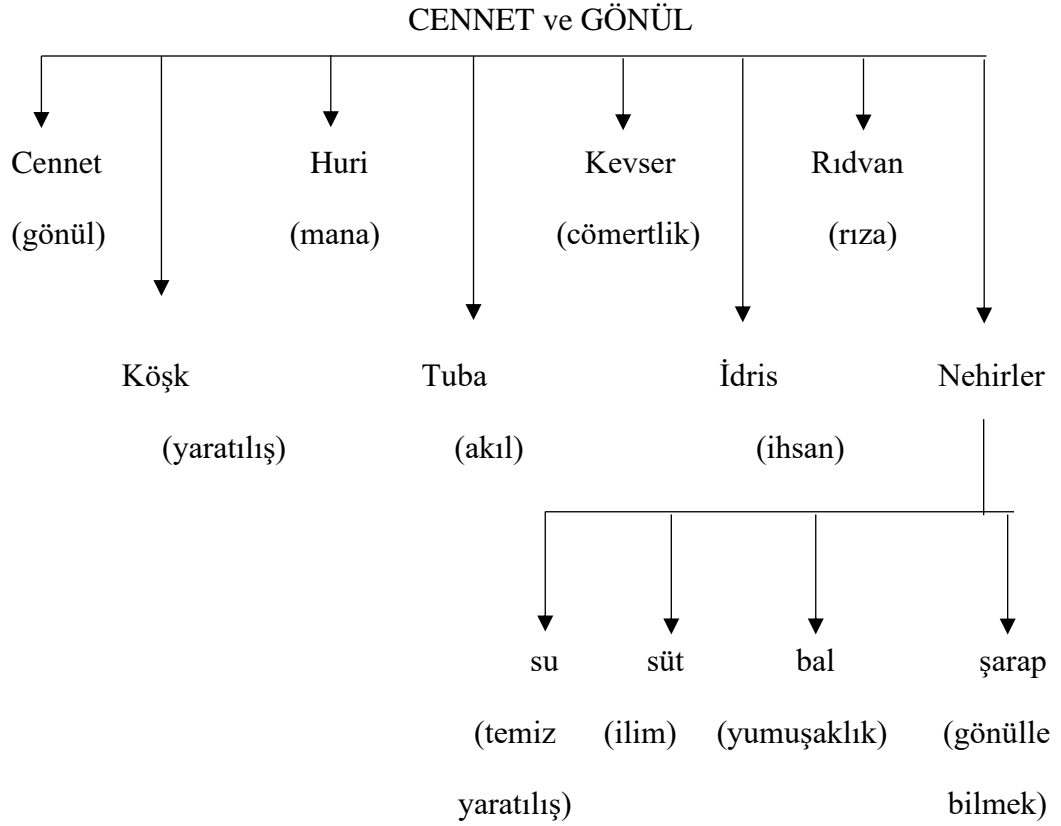 CENNET ve GÖNÜL
Cennet Huri Kevser Rıdvan
(gönül) (mana) (cömertlik) (rıza)
Köşk Tuba İdris Nehirler
(yaratılış) (akıl) (ihsan)
su süt bal şarap
(temiz (ilim) (yumuşaklık) (gönülle
yaratılış) bilmek)